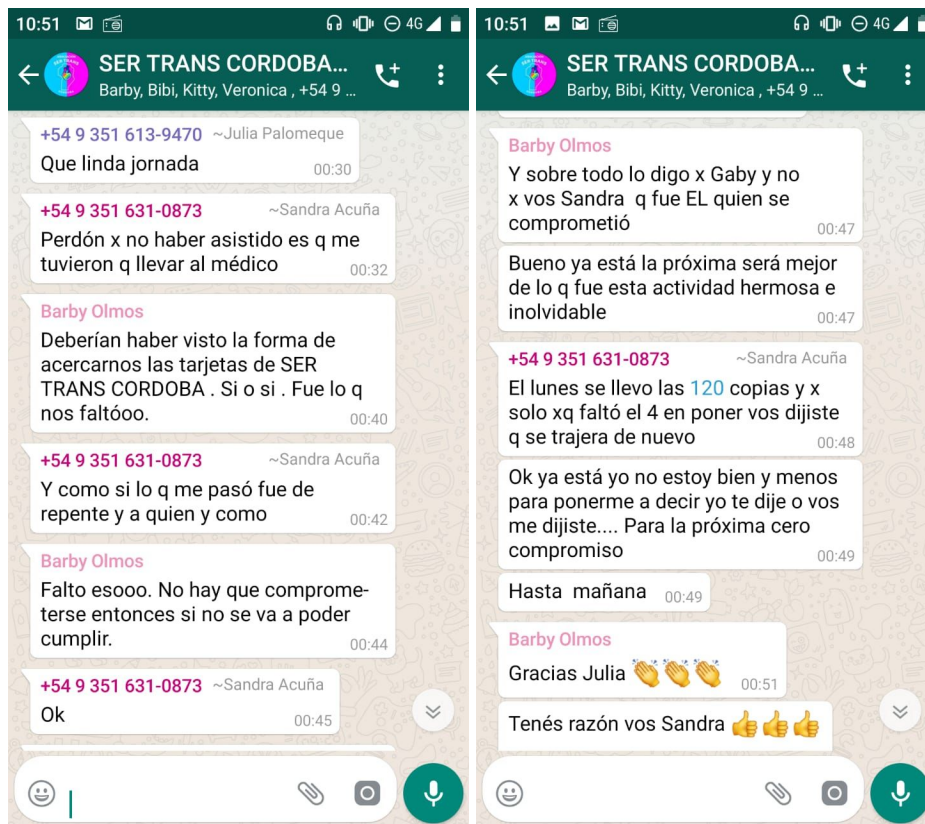 10:51
4G
SER TRANS CORDOBA...
Barby, Bibi, Kitty, Veronica , +54 9 ...
+54 9 351 613-9470 ~Julia Palomeque
Que linda jornada
00:30
+54 9 351 631-0873 ~Sandra Acuña
Perdón x no haber asistido es q me
tuvieron q llevar al médico
00:32
Barby Olmos
Deberían haber visto la forma de
acercarnos las tarjetas de SER
TRANS CORDOBA . Si o si . Fue lo q
nos faltóoo.
00:40
+54 9 351 631-0873 ~Sandra Acuña
Y como si lo q me pasó fue de
repente y a quien y como
00:42
Barby Olmos
Falto esooo. No hay que comprome-
terse entonces si no se va a poder
cumplir.
00:44
+54 9 351 631-0873 ~Sandra Acuña
Ok
00:45
10:51
4G
SER TRANS CORDOBA...
Barby, Bibi, Kitty, Veronica , +54 9 ...
Barby Olmos
Y sobre todo lo digo x Gaby y no
x vos Sandra q fue EL quien se
comprometió
00:47
Bueno ya está la próxima será mejor
de lo q fue esta actividad hermosa e
inolvidable
00:47
+54 9 351 631-0873 ~Sandra Acuña
El lunes se llevo las 120 copias y x
solo xq faltó el 4 en poner vos dijiste
q se trajera de nuevo
00:48
Ok ya está yo no estoy bien y menos
para ponerme a decir yo te dije o vos
me dijiste.... Para la próxima cero
compromiso
00:49
Hasta mañana
00:49
Barby Olmos
Gracias Julia 👏👏👏
00:51
Tenés razón vos Sandra 👍👍👍